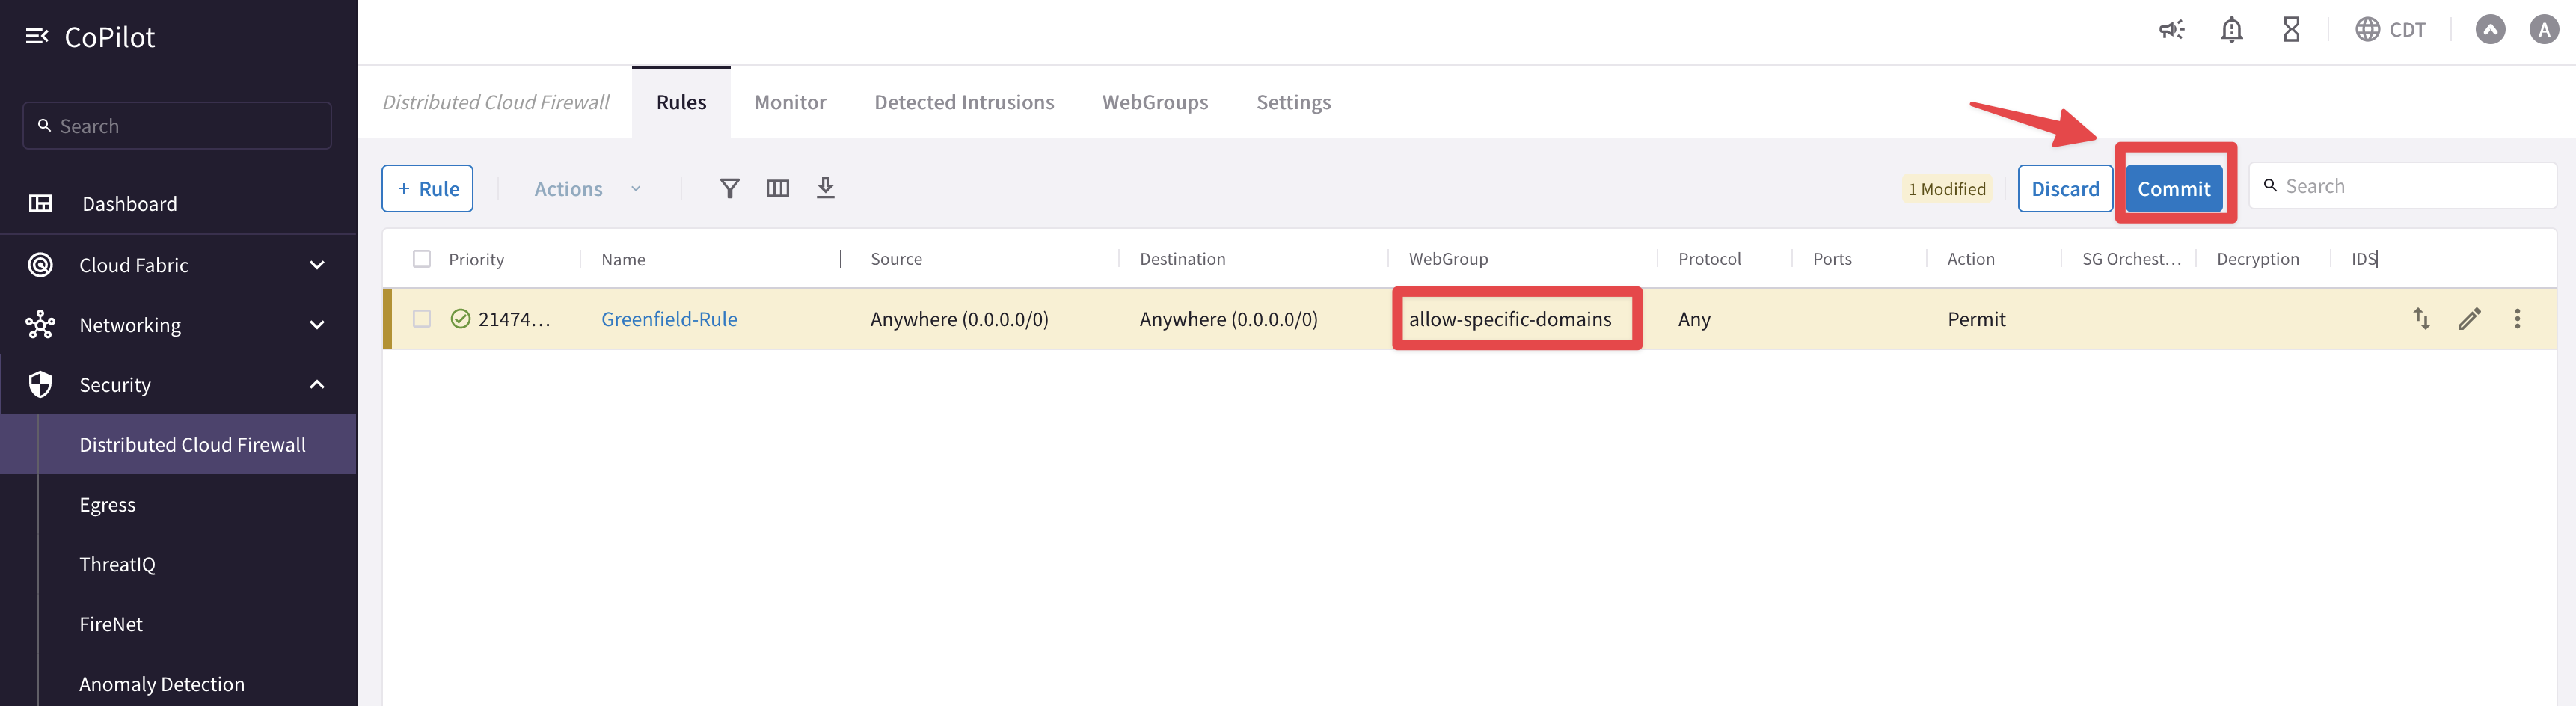 CoPilot
Search
Dashboard
Cloud Fabric
Networking
Security
Distributed Cloud Firewall
Egress
ThreatIQ
FireNet
Anomaly Detection
CDT
A
Distributed Cloud Firewall Rules Monitor Detected Intrusions WebGroups Settings
+ Rule Actions 1 Modified Discard Commit Search
Priority Name Source Destination WebGroup Protocol Ports Action SG Orchest... Decryption IDS
21474... Greenfield-Rule Anywhere (0.0.0.0/0) Anywhere (0.0.0.0/0) allow-specific-domains Any Permit